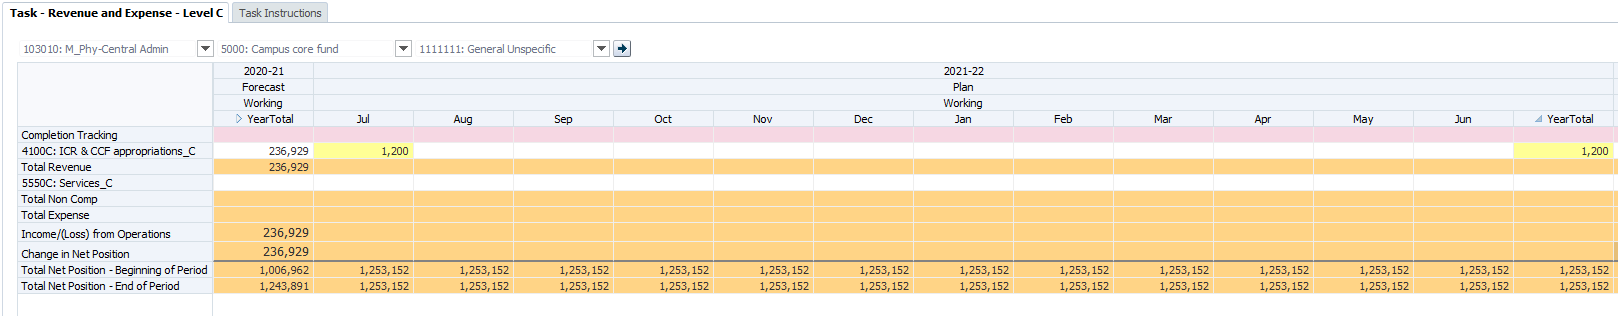 Task - Revenue and Expense - Level C Task Instructions
103010: M_Phy-Central Admin 5000: Campus core fund 1111111: General Unspecific
2020-21 2021-22
Forecast Plan
Working Working
YearTotal Jul Aug Sep Oct Nov Dec Jan Feb Mar Apr May Jun YearTotal
Completion Tracking
4100C: ICR & CCF appropriations_C 236,929 1,200 1,200
Total Revenue 236,929
5550C: Services_C
Total Non Comp
Total Expense
Income/(Loss) from Operations 236,929
Change in Net Position 236,929
Total Net Position - Beginning of Period 1,006,962 1,253,152 1,253,152 1,253,152 1,253,152 1,253,152 1,253,152 1,253,152 1,253,152 1,253,152 1,253,152 1,253,152 1,253,152 1,253,152
Total Net Position - End of Period 1,243,891 1,253,152 1,253,152 1,253,152 1,253,152 1,253,152 1,253,152 1,253,152 1,253,152 1,253,152 1,253,152 1,253,152 1,253,152 1,253,152